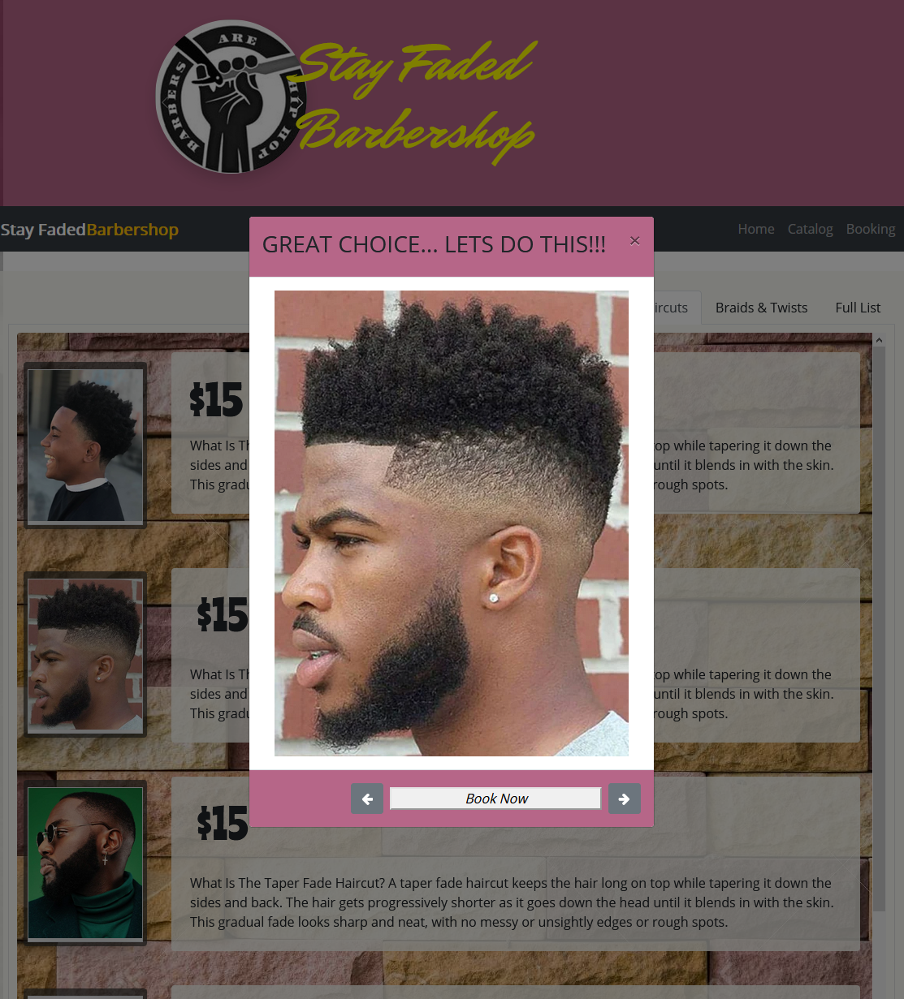 BARBERS ARE HIP HOP
Stay Faded
Barbershop
Stay FadedBarbershop
Home Catalog Booking
GREAT CHOICE... LETS DO THIS!!!
×
ircuts Braids & Twists Full List
$15
What Is Th
op while tapering it down the
sides and
until it blends in with the skin.
This gradu
rough spots.
$15
What Is Th
op while tapering it down the
sides and
until it blends in with the skin.
This gradu
rough spots.
Book Now
$15
What Is The Taper Fade Haircut? A taper fade haircut keeps the hair long on top while tapering it down the
sides and back. The hair gets progressively shorter as it goes down the head until it blends in with the skin.
This gradual fade looks sharp and neat, with no messy or unsightly edges or rough spots.